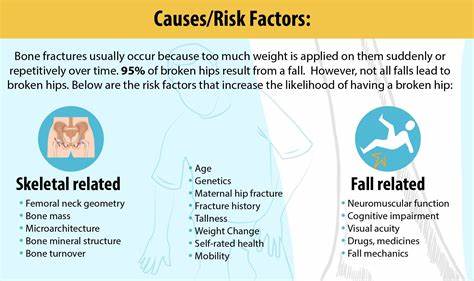 Causes/Risk Factors:
Bone fractures usually occur because too much weight is applied on them suddenly or
repetitively over time. 95% of broken hips result from a fall. However, not all falls lead to
broken hips. Below are the risk factors that increase the likelihood of having a broken hip:
Skeletal related
• Femoral neck geometry
• Bone mass
• Microarchitecture
• Bone mineral structure
• Bone turnover
• Age
• Genetics
• Maternal hip fracture
• Fracture history
• Tallness
• Weight Change
• Self-rated health
• Mobility
Fall related
• Neuromuscular function
• Cognitive impairment
• Visual acuity
• Drugs, medicines
• Fall mechanics